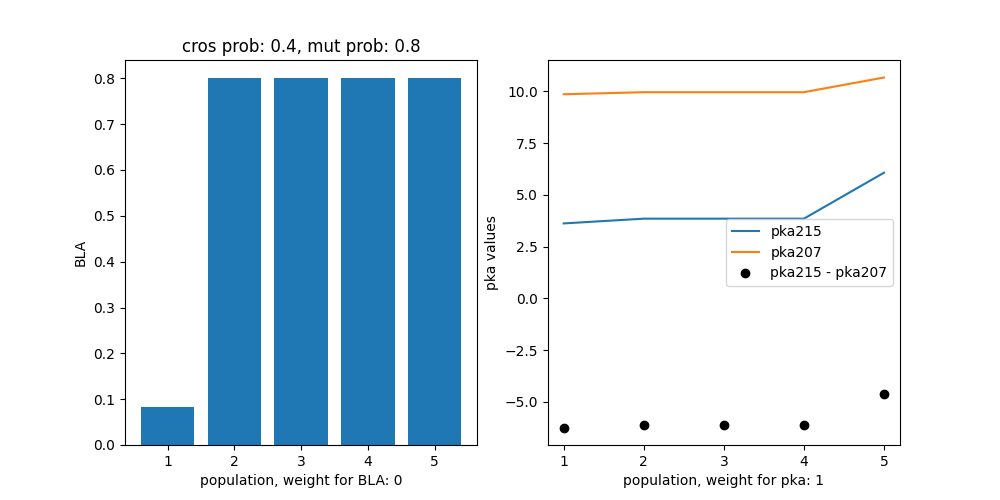 cros prob: 0.4, mut prob: 0.8
BLA
0.8
0.7
0.6
0.5
0.4
0.3
0.2
0.1
0.0
1 2 3 4 5
population, weight for BLA: 0
pka values
10.0
7.5
5.0
2.5
0.0
−2.5
−5.0
pka215
pka207
pka215 - pka207
1 2 3 4 5
population, weight for pka: 1